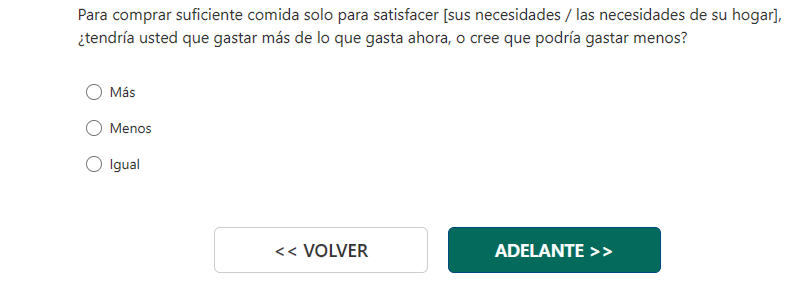 Para comprar suficiente comida solo para satisfacer [sus necesidades / las necesidades de su hogar],
¿tendría usted que gastar más de lo que gasta ahora, o cree que podría gastar menos?
Más
Menos
Igual
<< VOLVER
ADELANTE >>